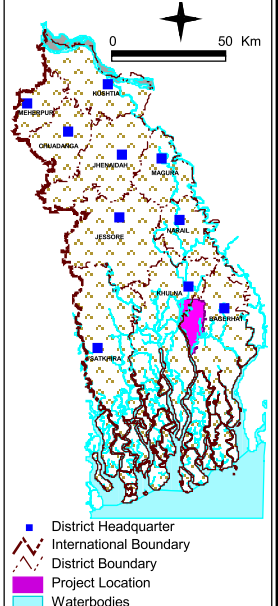 0 50 Km
KUSHTIA
MEHERPUR
CHUADANGA
JHENAIDAH
MAGURA
NARAIL
JESSORE
KHULNA
BAGERHAT
SATKHIRA
District Headquarter
International Boundary
District Boundary
Project Location
Waterbodies